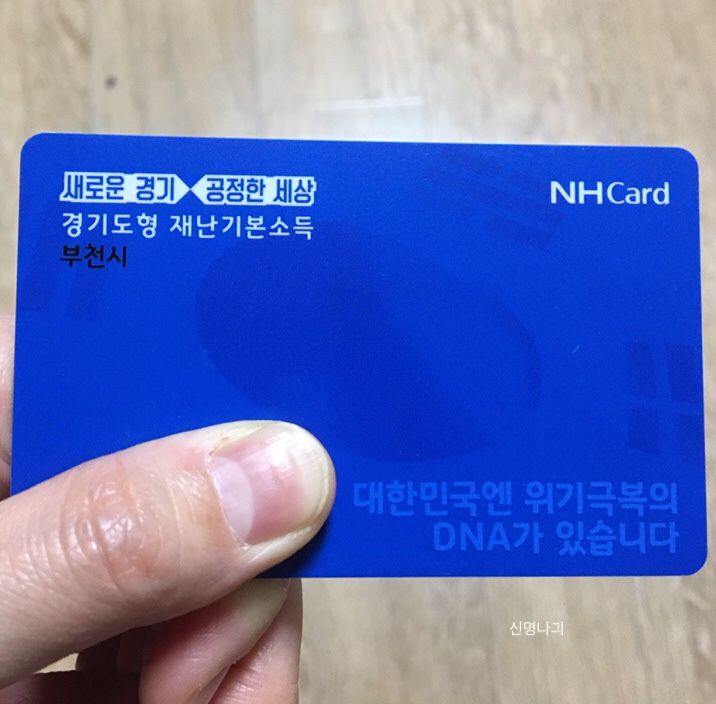 새로운 경기 공정한 세상
NH Card
경기도형 재난기본소득
부천시
대한민국엔 위기극복의
DNA가 있습니다
신명나긔